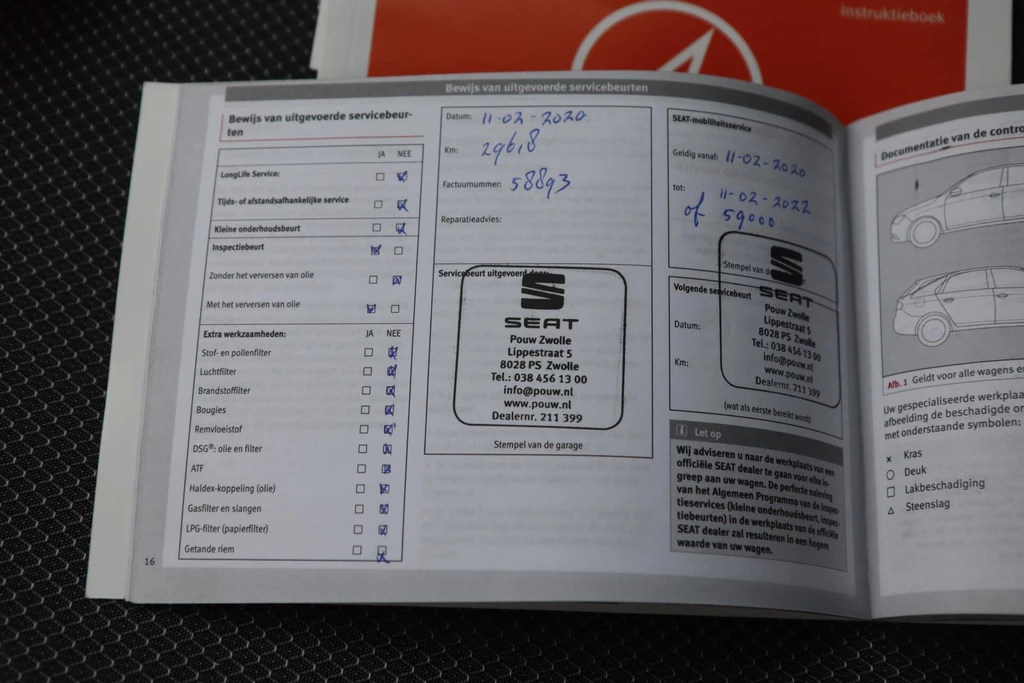 Instruktieboek
Bewijs van uitgevoerde servicebeurten
Bewijs van uitgevoerde servicebeur-
ten
JA NEE
LongLife Service:
Tijds- of afstandsafhankelijke service
Kleine onderhoudsbeurt
Inspectiebeurt
Zonder het verversen van olie
Met het verversen van olie
Extra werkzaamheden: JA NEE
Stof- en pollenfilter
Luchtfilter
Brandstoffilter
Bougies
Remvloeistof
DSG®: olie en filter
ATF
Haldex-koppeling (olie)
Gasfilter en slangen
LPG-filter (papierfilter)
Getande riem
16
Datum: 11-02-2020
Km: 29618
Factuurnummer: 58893
Reparatieadvies:
Servicebeurt uitgevoerd door:
SEAT
Pouw Zwolle
Lippestraat 5
8028 PS Zwolle
Tel.: 038 456 13 00
info@pouw.nl
www.pouw.nl
Dealernr. 211 399
Stempel van de garage
SEAT-mobiliteitsservice
Geldig vanaf: 11-02-2020
tot: 11-02-2022
of 59000
Stempel van de
SEAT
Volgende servicebeurt
Pouw Zwolle
Lippestraat 5
8028 PS Zwolle
Datum:
Tel.: 038 456 13 00
info@pouw.nl
www.pouw.nl
Km:
Dealernr. 211 399
(wat als eerste bereikt wordt)
i Let op
Wij adviseren u naar de werkplaats van een
officiële SEAT dealer te gaan voor elke in-
greep aan uw wagen. De perfecte naleving
van het Algemeen Programma van de inspec-
tieservices (kleine onderhoudsbeurt, inspec-
tiebeurten) in de werkplaats van de officiële
SEAT dealer zal resulteren in een hogere
waarde van uw wagen.
Documentatie van de contro
Afb. 1 Geldt voor alle wagens en
Uw gespecialiseerde werkplaa
afbeelding de beschadigde on
met onderstaande symbolen:
x Kras
○ Deuk
□ Lakbeschadiging
△ Steenslag